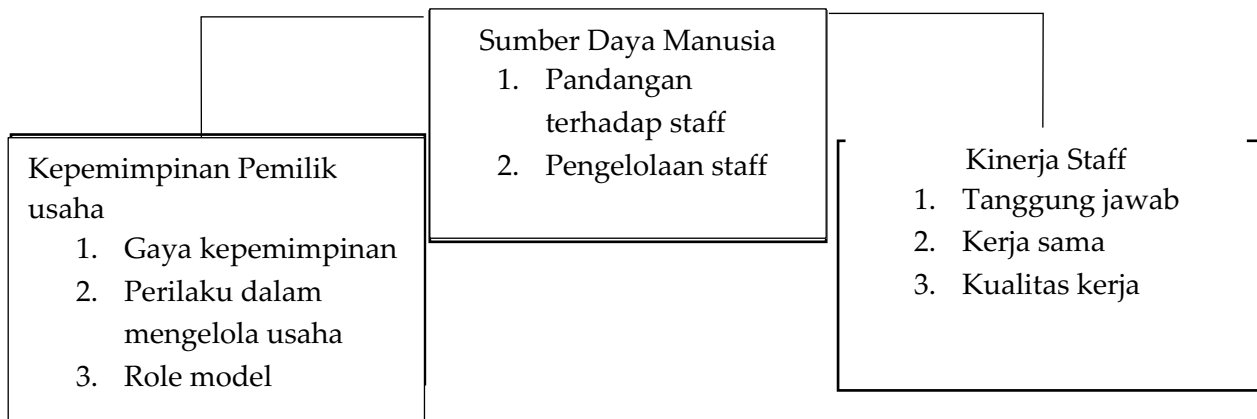 Sumber Daya Manusia
1. Pandangan
terhadap staff
2. Pengelolaan staff
Kepemimpinan Pemilik
usaha
1. Gaya kepemimpinan
2. Perilaku dalam
mengelola usaha
3. Role model
Kinerja Staff
1. Tanggung jawab
2. Kerja sama
3. Kualitas kerja